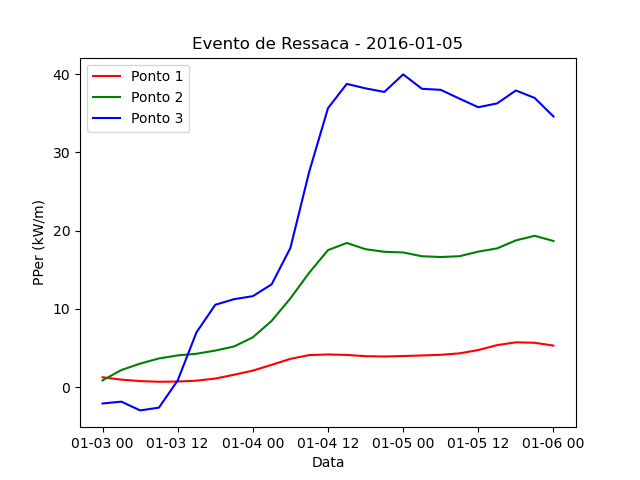 Evento de Ressaca - 2016-01-05
Ponto 1
Ponto 2
Ponto 3
PPer (kW/m)
40
30
20
10
0
01-03 00 01-03 12 01-04 00 01-04 12 01-05 00 01-05 12 01-06 00
Data